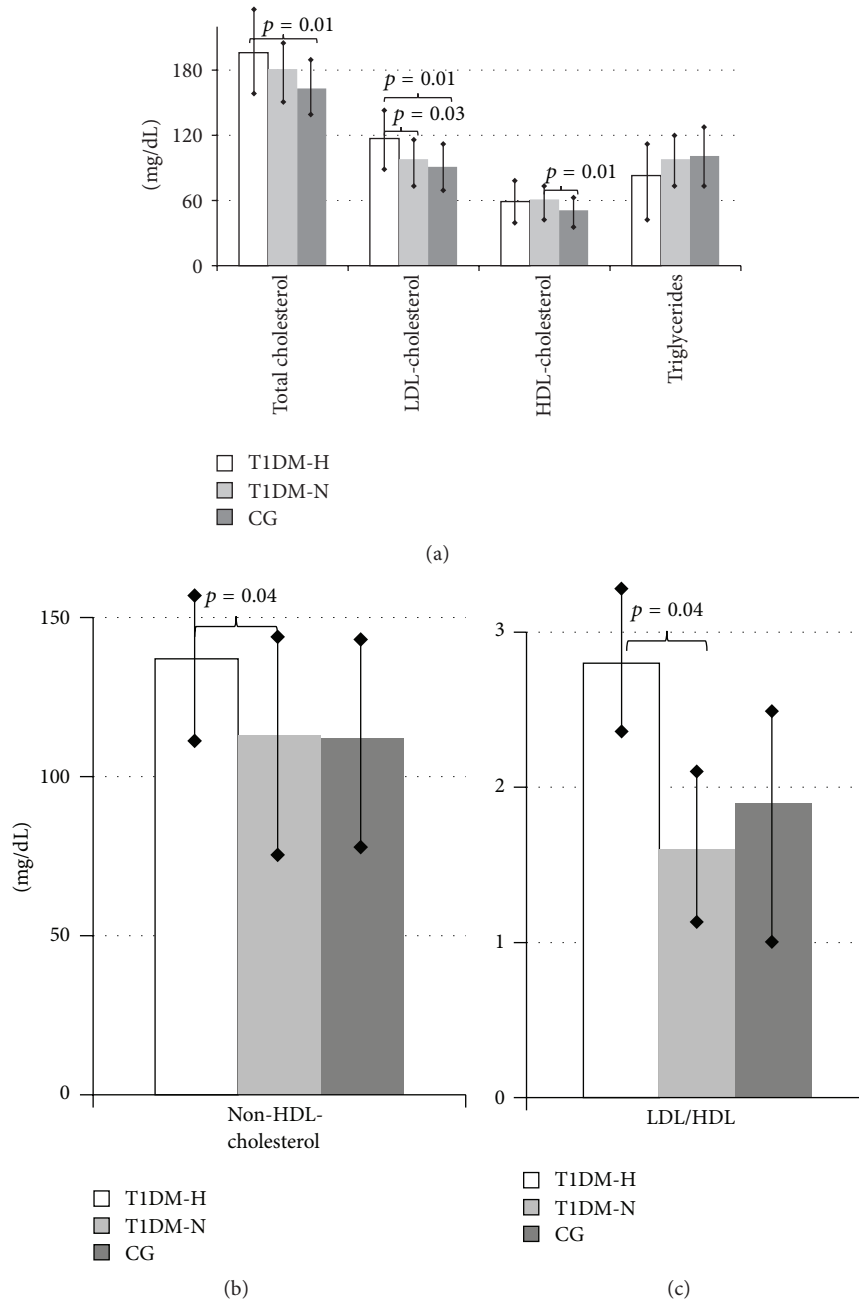 p = 0.01
180
p = 0.01
p = 0.03
120
(mg/dL)
p = 0.01
60
0
Total cholesterol
LDL-cholesterol
HDL-cholesterol
Triglycerides
T1DM-H
T1DM-N
CG
(a)
p = 0.04
150
100
(mg/dL)
50
0
Non-HDL-
cholesterol
T1DM-H
T1DM-N
CG
(b)
p = 0.04
3
2
1
0
LDL/HDL
T1DM-H
T1DM-N
CG
(c)